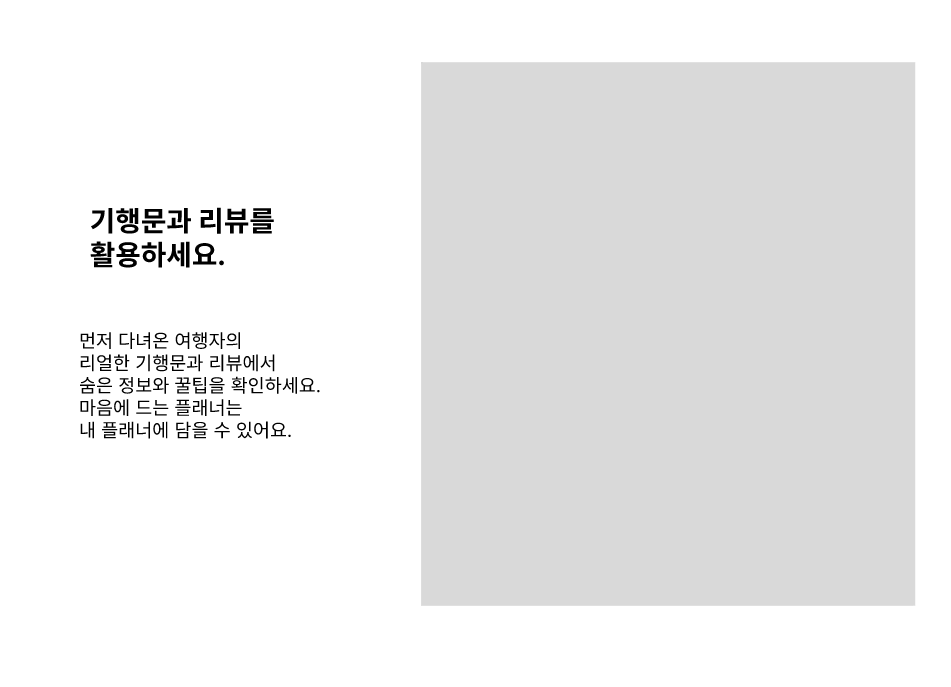 기행문과 리뷰를
활용하세요.
먼저 다녀온 여행자의
리얼한 기행문과 리뷰에서
숨은 정보와 꿀팁을 확인하세요.
마음에 드는 플래너는
내 플래너에 담을 수 있어요.